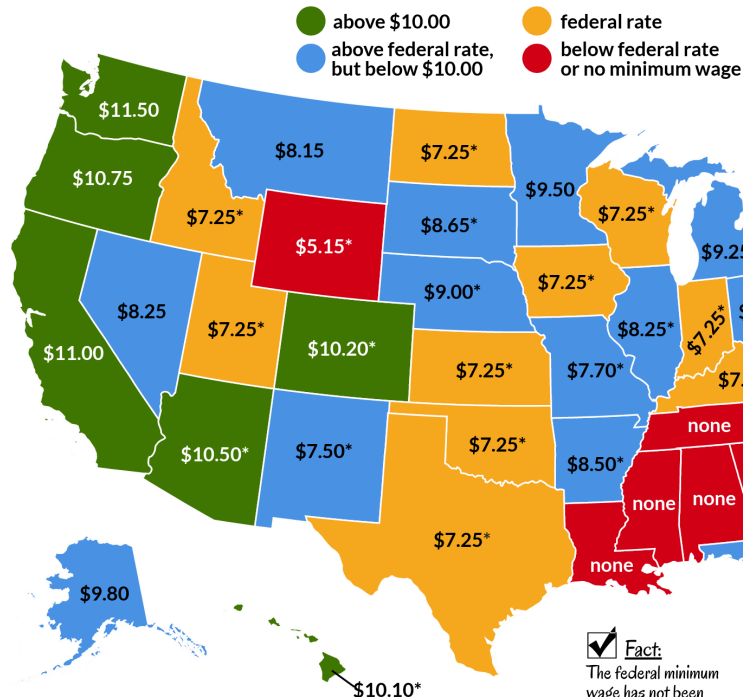 above $10.00
federal rate
above federal rate,
but below $10.00
below federal rate
or no minimum wage
$11.50
$8.15
$7.25*
$10.75
$9.50
$7.25*
$7.25*
$8.65*
$5.15*
$9.25
$7.25*
$9.00*
$8.25
$7.25*
$8.25*
$7.25*
$11.00
$10.20*
$7.25*
$7.70*
$7.
none
$10.50*
$7.50*
$7.25*
$8.50*
none
none
$7.25*
none
$9.80
$10.10*
Fact:
The federal minimum
wage has not been